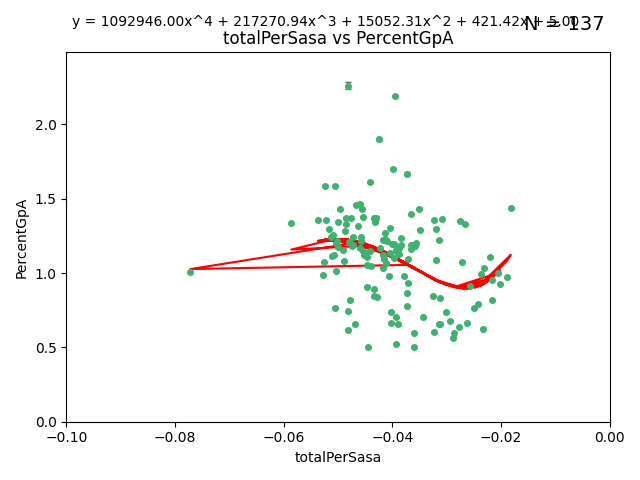 y = 1092946.00x^4 + 217270.94x^3 + 15052.31x^2 + 421.42x + 5.00
N = 137
totalPerSasa vs PercentGpA
PercentGpA
2.0
1.5
1.0
0.5
0.0
−0.10 −0.08 −0.06 −0.04 −0.02 0.00
totalPerSasa